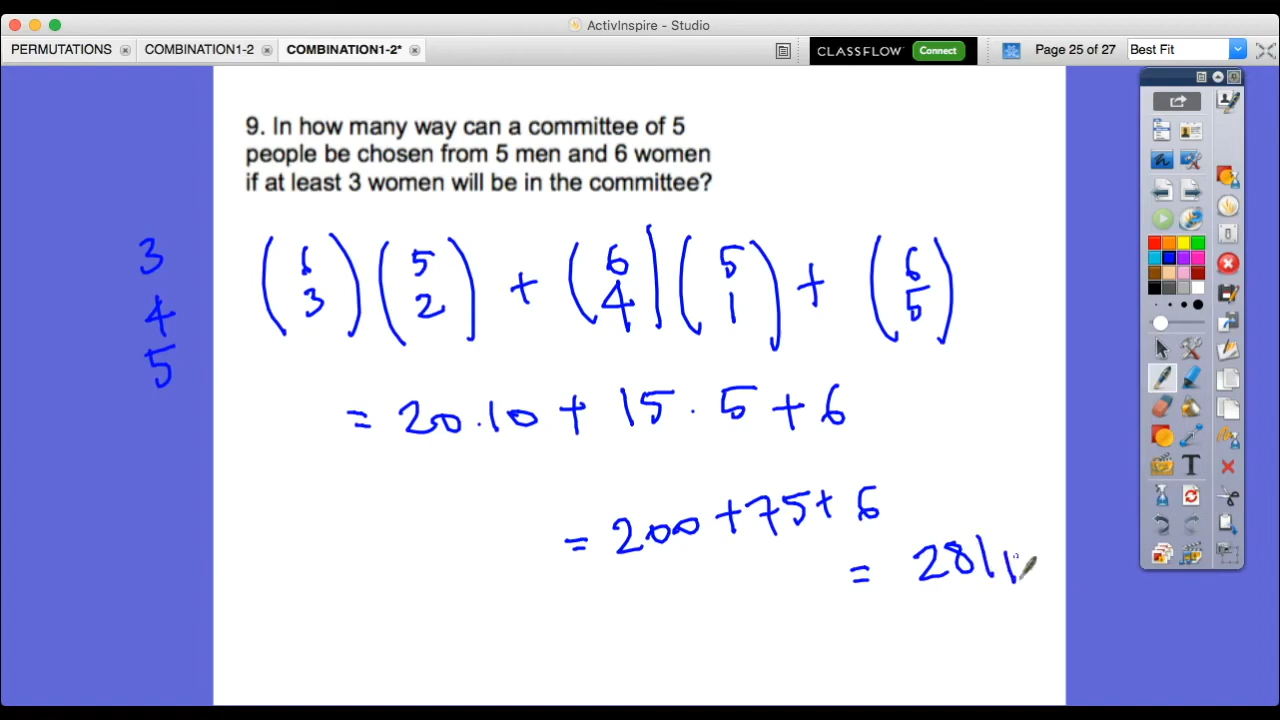 ActivInspire - Studio
PERMUTATIONS COMBINATION1-2 COMBINATION1-2* CLASSFLOW Connect Page 25 of 27 Best Fit
9. In how many way can a committee of 5
people be chosen from 5 men and 6 women
if at least 3 women will be in the committee?
3
4
5
(6 3) (5 2) + (6 4) (5 1) + (6 5)
= 20.10 + 15 . 5 + 6
= 200 + 75 + 6
= 281
T